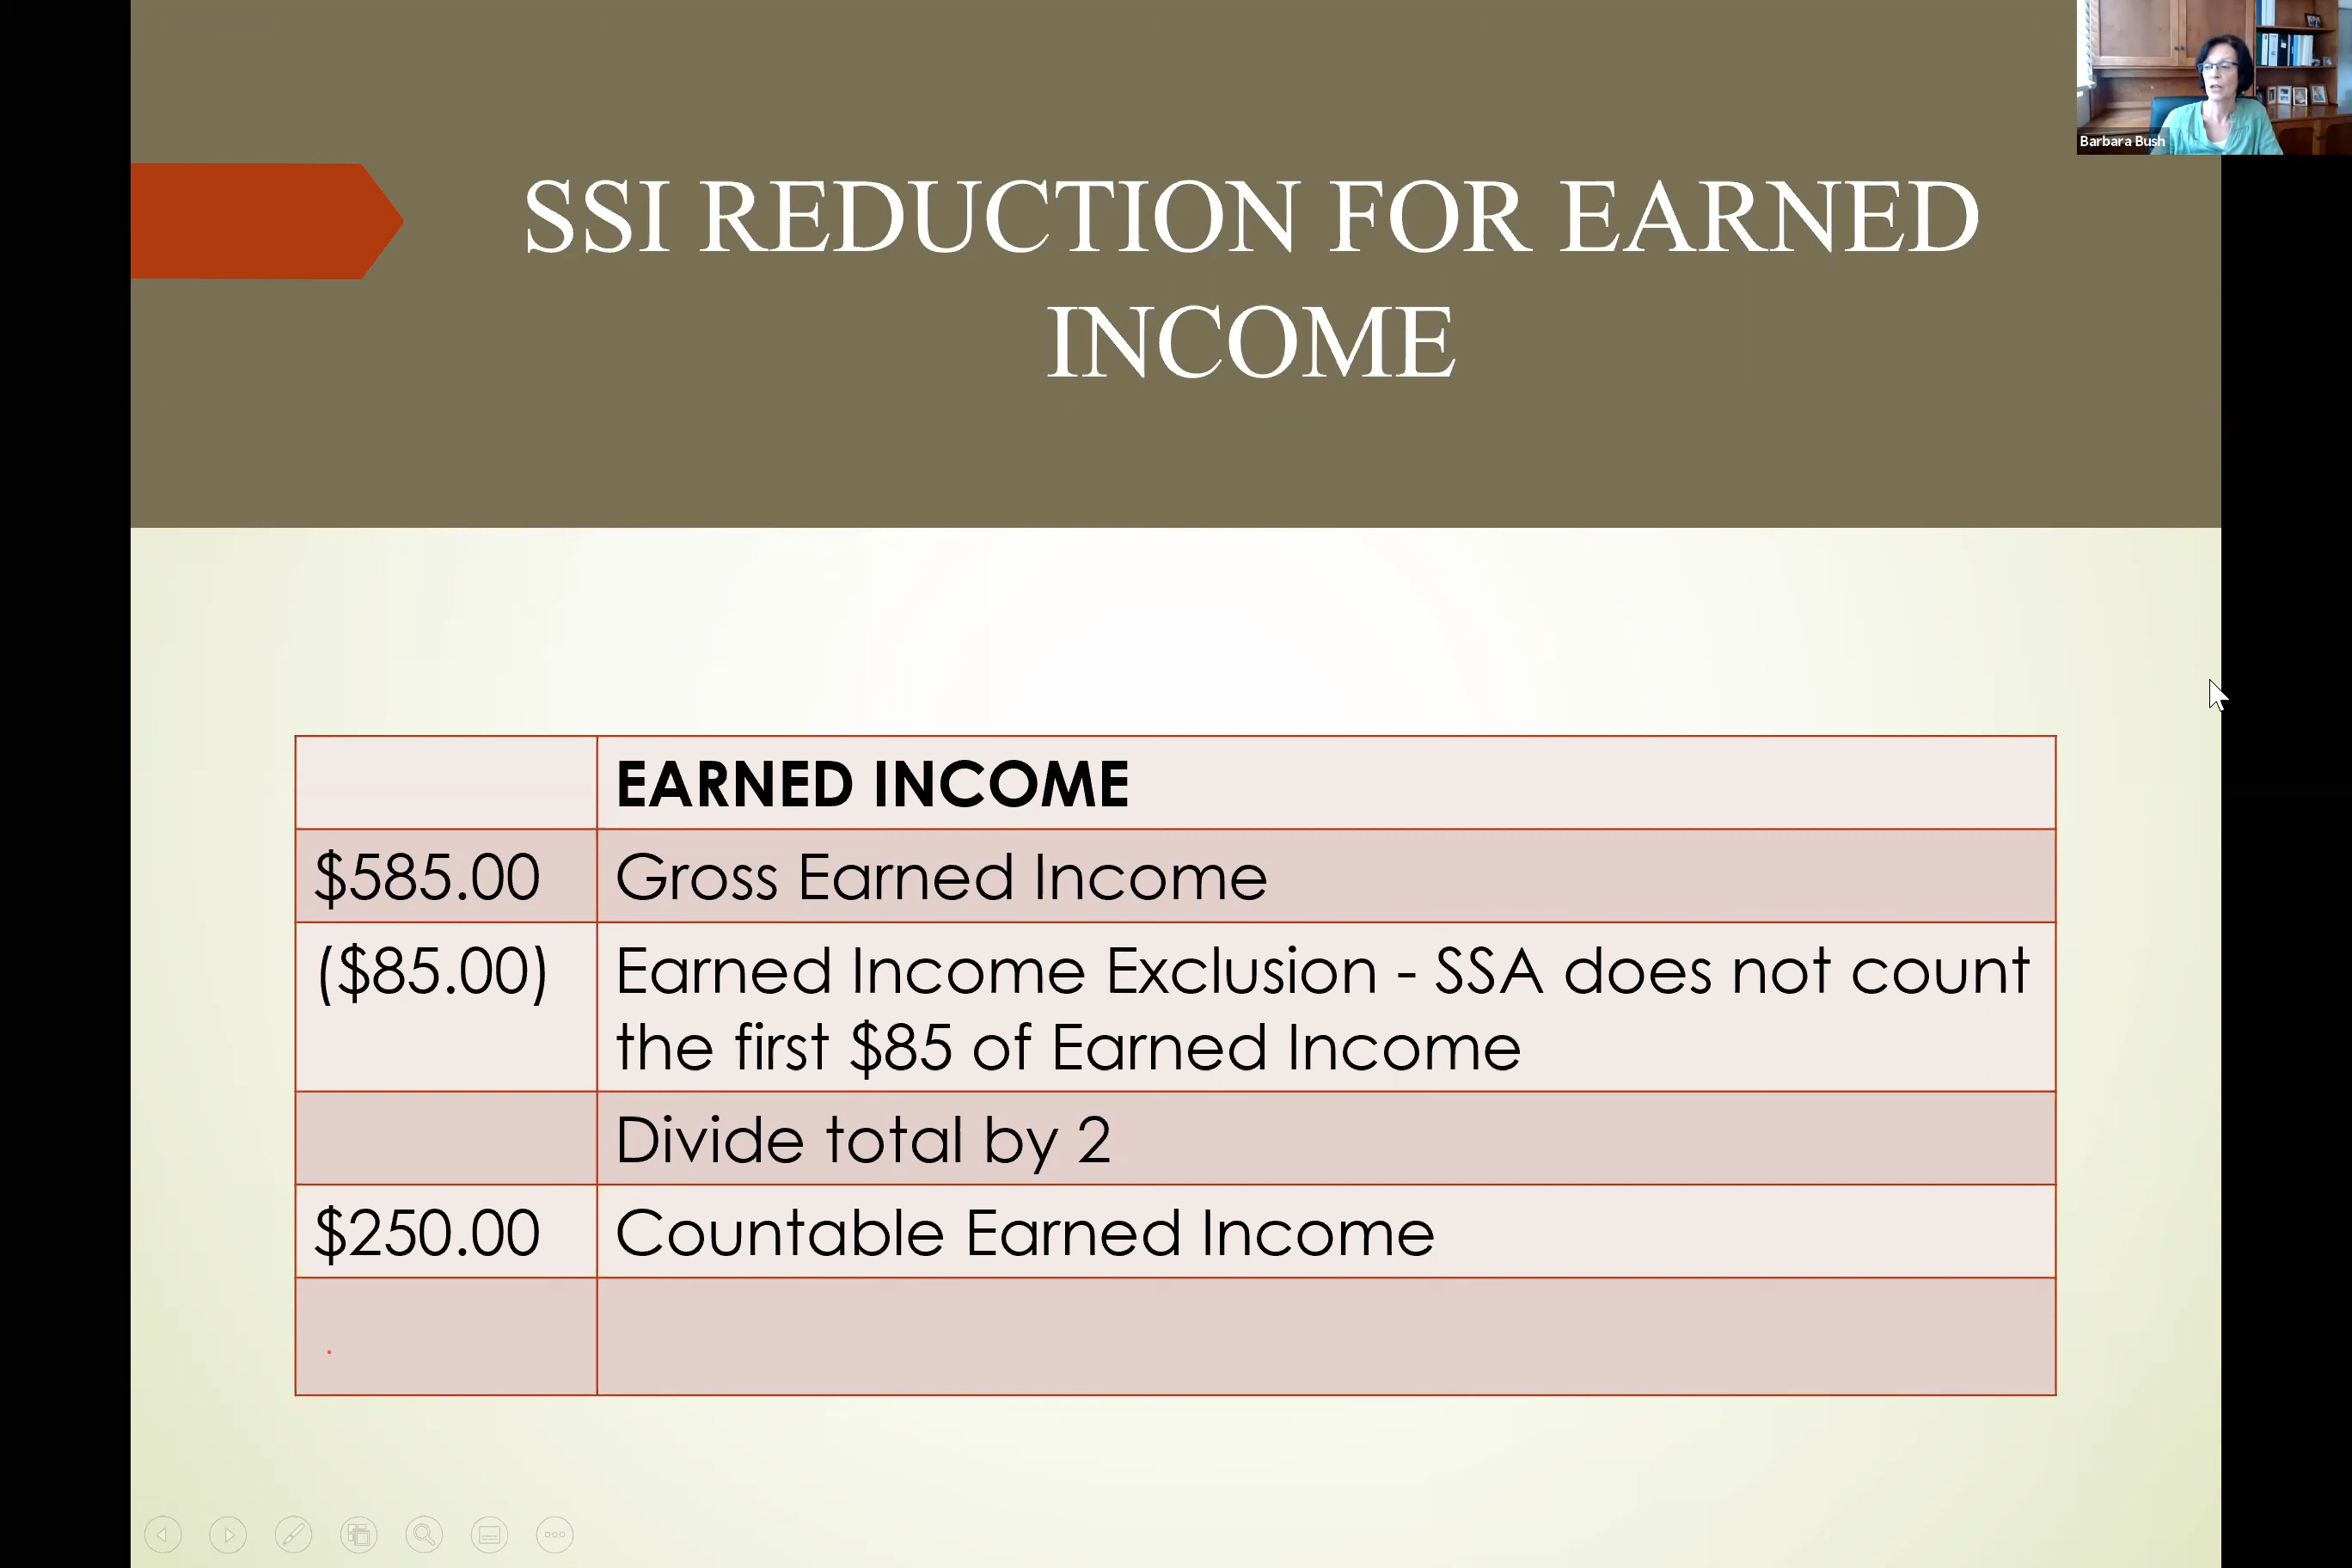 Barbara Bush
SSI REDUCTION FOR EARNED
INCOME
EARNED INCOME
$585.00 Gross Earned Income
($85.00) Earned Income Exclusion - SSA does not count
the first $85 of Earned Income
Divide total by 2
$250.00 Countable Earned Income